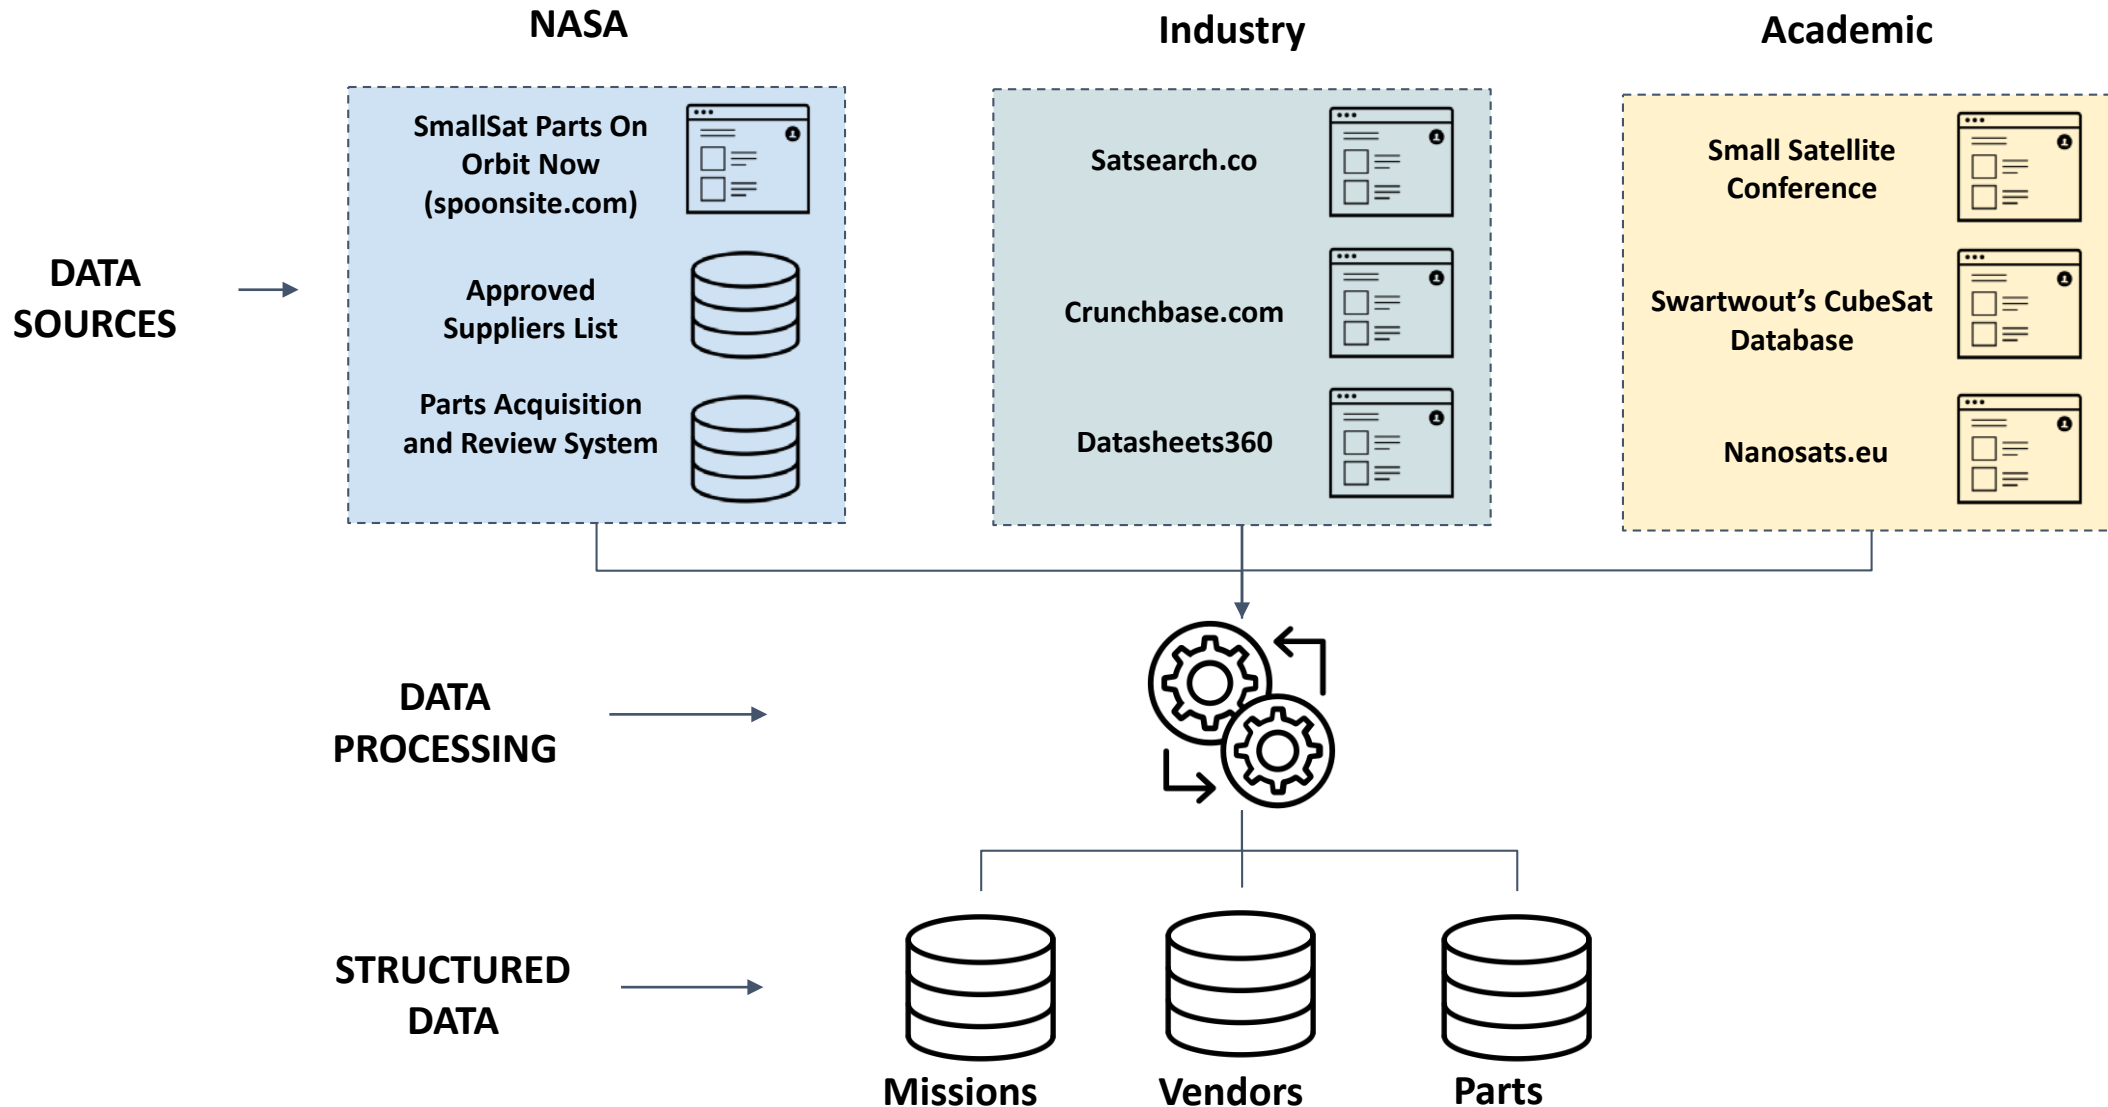 NASA
Industry
Academic
DATA
SOURCES
SmallSat Parts On
Orbit Now
(spoonsite.com)
Approved
Suppliers List
Parts Acquisition
and Review System
Satsearch.co
Crunchbase.com
Datasheets360
Small Satellite
Conference
Swartwout’s CubeSat
Database
Nanosats.eu
DATA
PROCESSING
STRUCTURED
DATA
Missions
Vendors
Parts